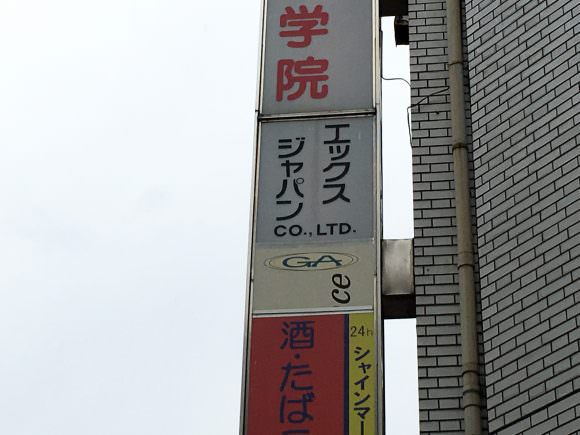 学院
エックス
ジャパン
CO.,LTD.
GA
ce
酒・たば
24h
シャインマー